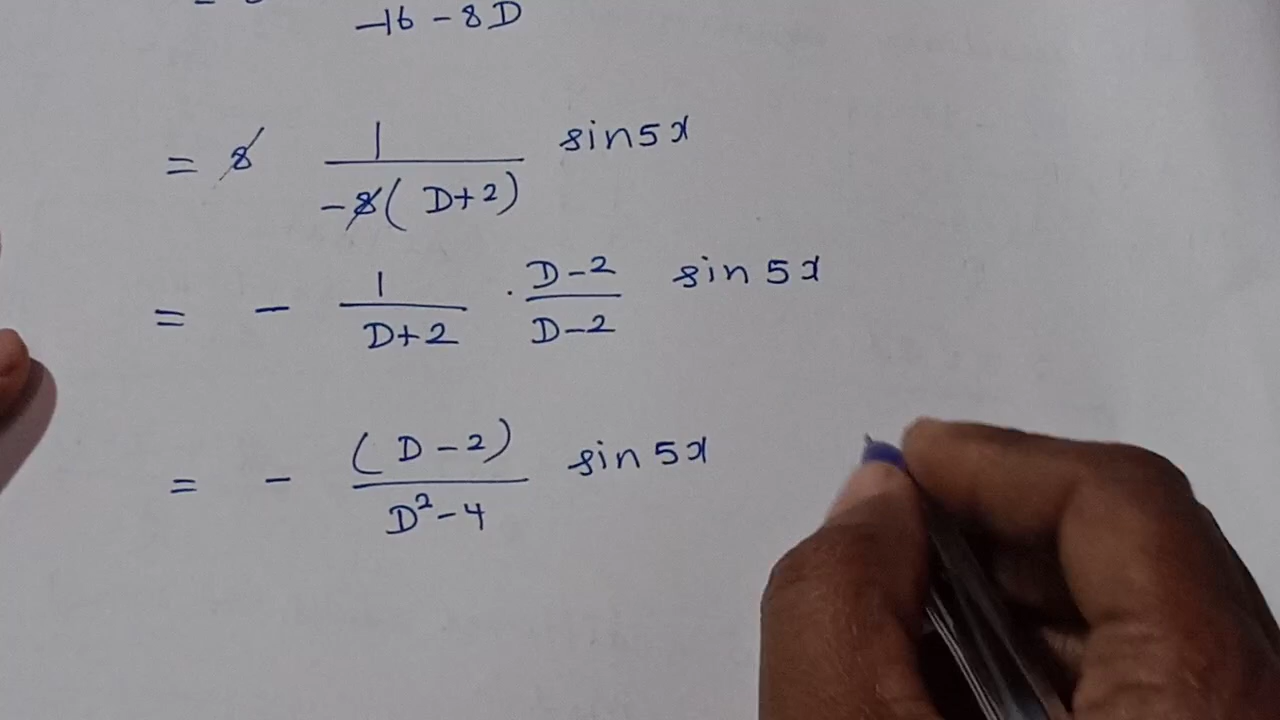 -16 - 8D
= 8 1/(-8(D+2)) sin5x
= - 1/(D+2) · (D-2)/(D-2) sin 5x
= - (D-2)/(D²-4) sin 5x